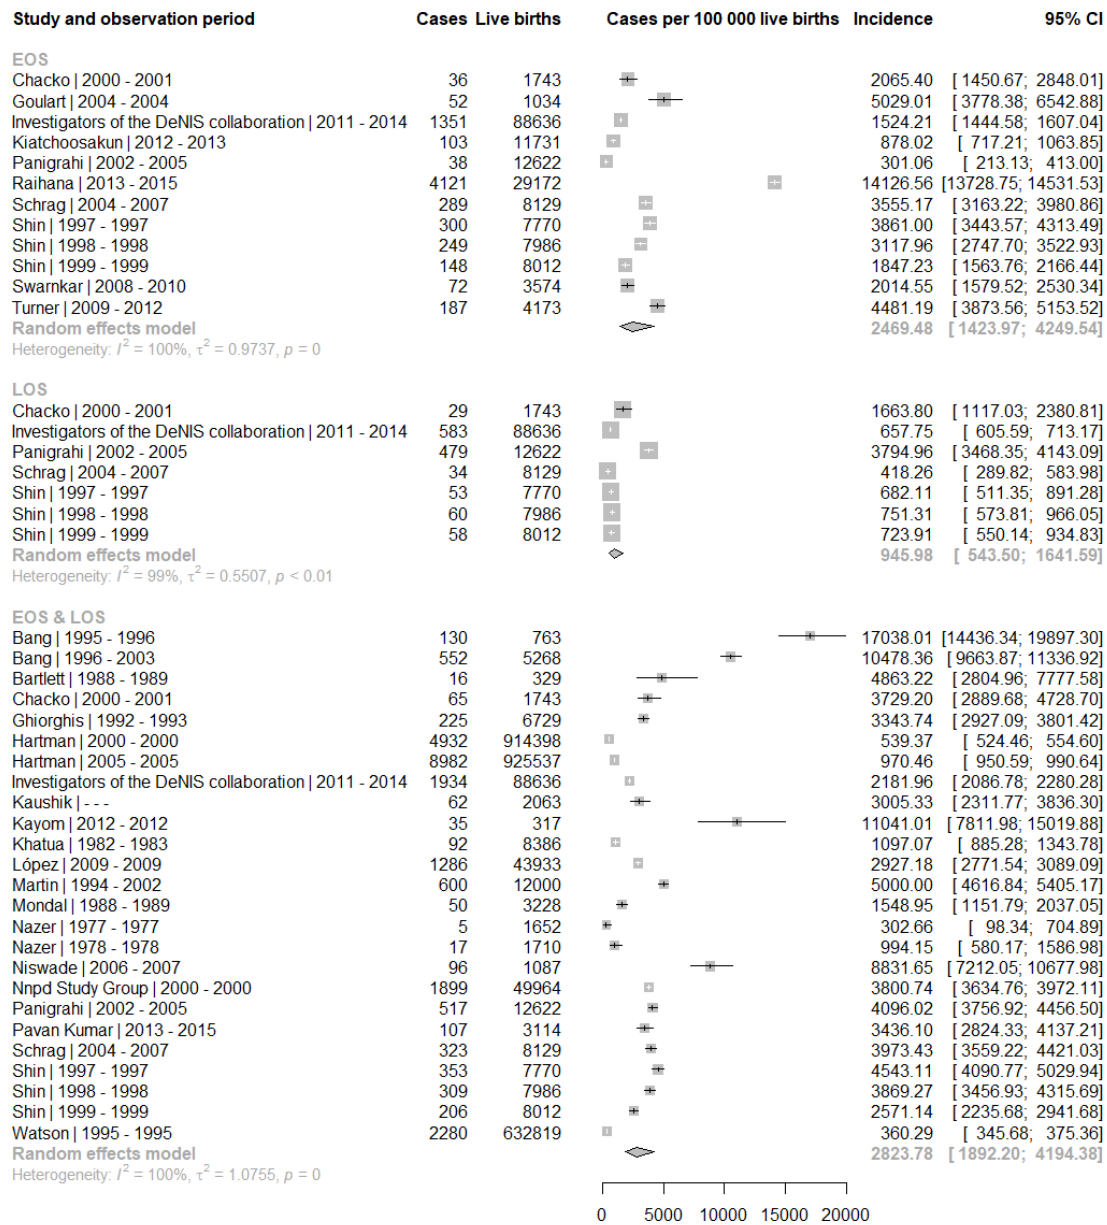 Study and observation period Cases Live births Cases per 100 000 live births Incidence 95% CI
EOS
Chacko | 2000 - 2001 36 1743 2065.40 [ 1450.67; 2848.01]
Goulart | 2004 - 2004 52 1034 5029.01 [ 3778.38; 6542.88]
Investigators of the DeNIS collaboration | 2011 - 2014 1351 88636 1524.21 [ 1444.58; 1607.04]
Kiatchoosakun | 2012 - 2013 103 11731 878.02 [ 717.21; 1063.85]
Panigrahi | 2002 - 2005 38 12622 301.06 [ 213.13; 413.00]
Raihana | 2013 - 2015 4121 29172 14126.56 [13728.75; 14531.53]
Schrag | 2004 - 2007 289 8129 3555.17 [ 3163.22; 3980.86]
Shin | 1997 - 1997 300 7770 3861.00 [ 3443.57; 4313.49]
Shin | 1998 - 1998 249 7986 3117.96 [ 2747.70; 3522.93]
Shin | 1999 - 1999 148 8012 1847.23 [ 1563.76; 2166.44]
Swarnkar | 2008 - 2010 72 3574 2014.55 [ 1579.52; 2530.34]
Turner | 2009 - 2012 187 4173 4481.19 [ 3873.56; 5153.52]
Random effects model 2469.48 [ 1423.97; 4249.54]
Heterogeneity: I² = 100%, τ² = 0.9737, p = 0
LOS
Chacko | 2000 - 2001 29 1743 1663.80 [ 1117.03; 2380.81]
Investigators of the DeNIS collaboration | 2011 - 2014 583 88636 657.75 [ 605.59; 713.17]
Panigrahi | 2002 - 2005 479 12622 3794.96 [ 3468.35; 4143.09]
Schrag | 2004 - 2007 34 8129 418.26 [ 289.82; 583.98]
Shin | 1997 - 1997 53 7770 682.11 [ 511.35; 891.28]
Shin | 1998 - 1998 60 7986 751.31 [ 573.81; 966.05]
Shin | 1999 - 1999 58 8012 723.91 [ 550.14; 934.83]
Random effects model 945.98 [ 543.50; 1641.59]
Heterogeneity: I² = 99%, τ² = 0.5507, p < 0.01
EOS & LOS
Bang | 1995 - 1996 130 763 17038.01 [14436.34; 19897.30]
Bang | 1996 - 2003 552 5268 10478.36 [ 9663.87; 11336.92]
Bartlett | 1988 - 1989 16 329 4863.22 [ 2804.96; 7777.58]
Chacko | 2000 - 2001 65 1743 3729.20 [ 2889.68; 4728.70]
Ghiorghis | 1992 - 1993 225 6729 3343.74 [ 2927.09; 3801.42]
Hartman | 2000 - 2000 4932 914398 539.37 [ 524.46; 554.60]
Hartman | 2005 - 2005 8982 925537 970.46 [ 950.59; 990.64]
Investigators of the DeNIS collaboration | 2011 - 2014 1934 88636 2181.96 [ 2086.78; 2280.28]
Kaushik | - - - 62 2063 3005.33 [ 2311.77; 3836.30]
Kayom | 2012 - 2012 35 317 11041.01 [ 7811.98; 15019.88]
Khatua | 1982 - 1983 92 8386 1097.07 [ 885.28; 1343.78]
López | 2009 - 2009 1286 43933 2927.18 [ 2771.54; 3089.09]
Martin | 1994 - 2002 600 12000 5000.00 [ 4616.84; 5405.17]
Mondal | 1988 - 1989 50 3228 1548.95 [ 1151.79; 2037.05]
Nazer | 1977 - 1977 5 1652 302.66 [ 98.34; 704.89]
Nazer | 1978 - 1978 17 1710 994.15 [ 580.17; 1586.98]
Niswade | 2006 - 2007 96 1087 8831.65 [ 7212.05; 10677.98]
Nnpd Study Group | 2000 - 2000 1899 49964 3800.74 [ 3634.76; 3972.11]
Panigrahi | 2002 - 2005 517 12622 4096.02 [ 3756.92; 4456.50]
Pavan Kumar | 2013 - 2015 107 3114 3436.10 [ 2824.33; 4137.21]
Schrag | 2004 - 2007 323 8129 3973.43 [ 3559.22; 4421.03]
Shin | 1997 - 1997 353 7770 4543.11 [ 4090.77; 5029.94]
Shin | 1998 - 1998 309 7986 3869.27 [ 3456.93; 4315.69]
Shin | 1999 - 1999 206 8012 2571.14 [ 2235.68; 2941.68]
Watson | 1995 - 1995 2280 632819 360.29 [ 345.68; 375.36]
Random effects model 2823.78 [ 1892.20; 4194.38]
Heterogeneity: I² = 100%, τ² = 1.0755, p = 0
0 5000 10000 15000 20000